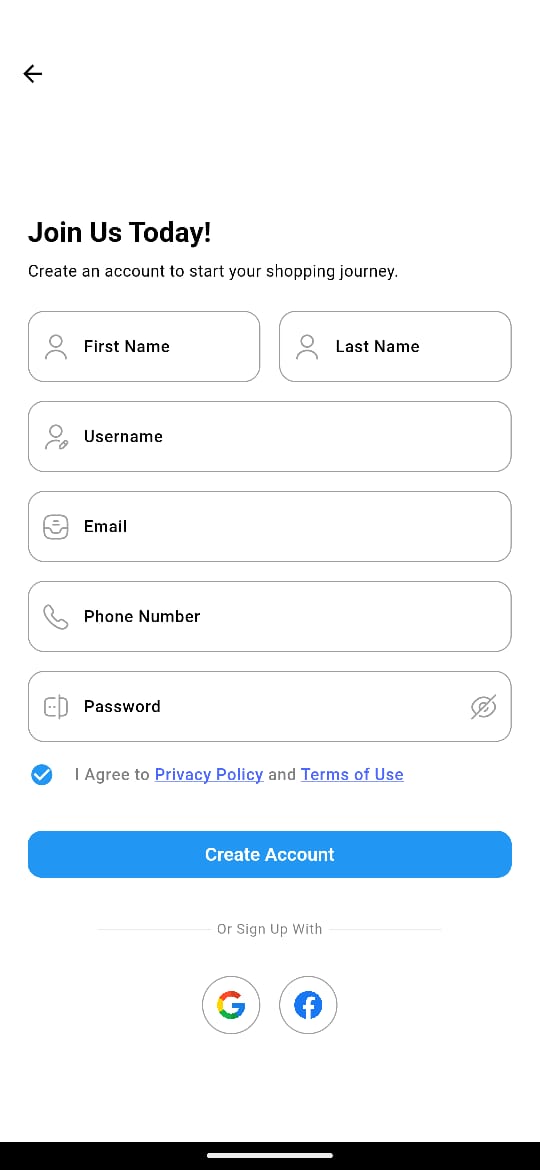 Join Us Today!
Create an account to start your shopping journey.
First Name
Last Name
Username
Email
Phone Number
Password
I Agree to Privacy Policy and Terms of Use
Create Account
Or Sign Up With